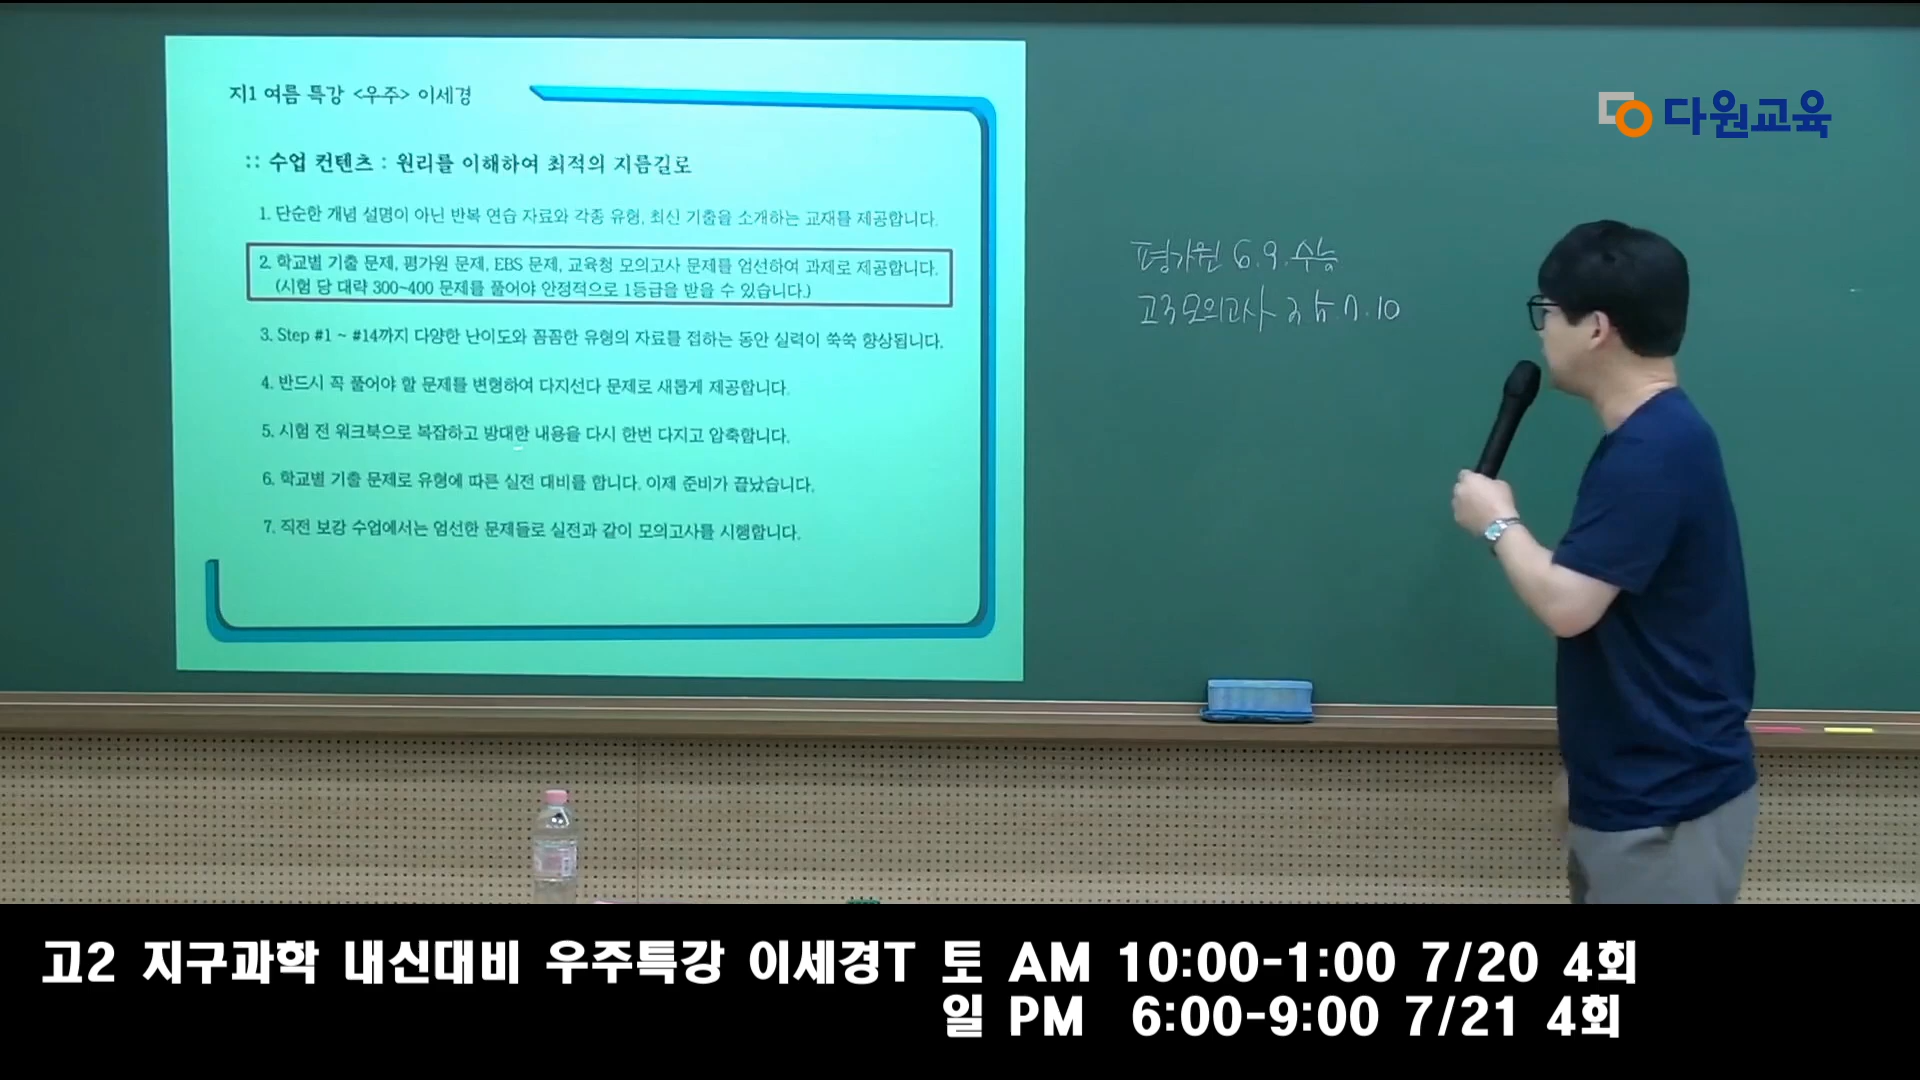 지1 여름 특강 <우주> 이세경
:: 수업 컨텐츠 : 원리를 이해하여 최적의 지름길로
1. 단순한 개념 설명이 아닌 반복 연습 자료와 각종 유형, 최신 기출을 소개하는 교재를 제공합니다.
2. 학교별 기출 문제, 평가원 문제, EBS 문제, 교육청 모의고사 문제를 엄선하여 과제로 제공합니다.
(시험 당 대략 300~400 문제를 풀어야 안정적으로 1등급을 받을 수 있습니다.)
3. Step #1 ~ #14까지 다양한 난이도와 꼼꼼한 유형의 자료를 접하는 동안 실력이 쑥쑥 향상됩니다.
4. 반드시 꼭 풀어야 할 문제를 변형하여 다지선다 문제로 새롭게 제공합니다.
5. 시험 전 워크북으로 복잡하고 방대한 내용을 다시 한번 다지고 압축합니다.
6. 학교별 기출 문제로 유형에 따른 실전 대비를 합니다. 이제 준비가 끝났습니다.
7. 직전 보강 수업에서는 엄선한 문제들로 실전과 같이 모의고사를 시행합니다.
평가원 6.9.수능
모의고사 7.10
다원교육
고2 지구과학 내신대비 우주특강 이세경T 토 AM 10:00-1:00 7/20 4회
일 PM 6:00-9:00 7/21 4회